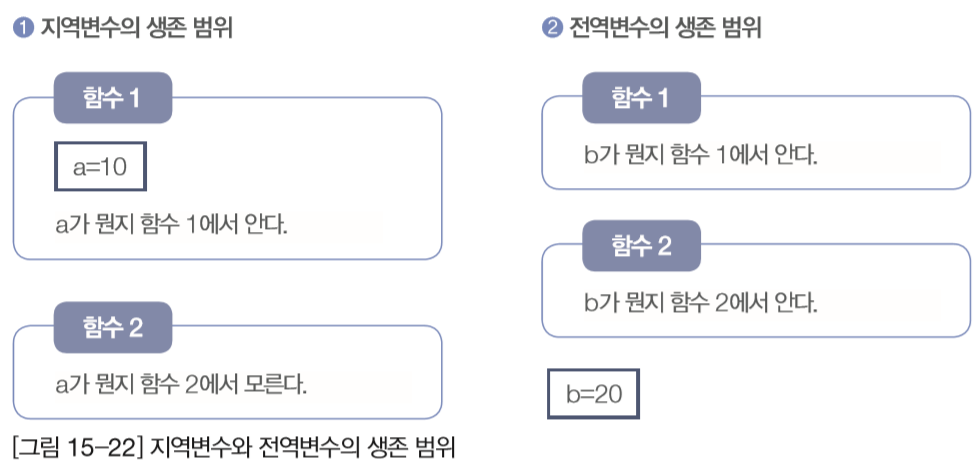 ❶ 지역변수의 생존 범위
함수 1
a=10
a가 뭔지 함수 1에서 안다.
함수 2
a가 뭔지 함수 2에서 모른다.
❷ 전역변수의 생존 범위
함수 1
b가 뭔지 함수 1에서 안다.
함수 2
b가 뭔지 함수 2에서 안다.
b=20
[그림 15–22] 지역변수와 전역변수의 생존 범위